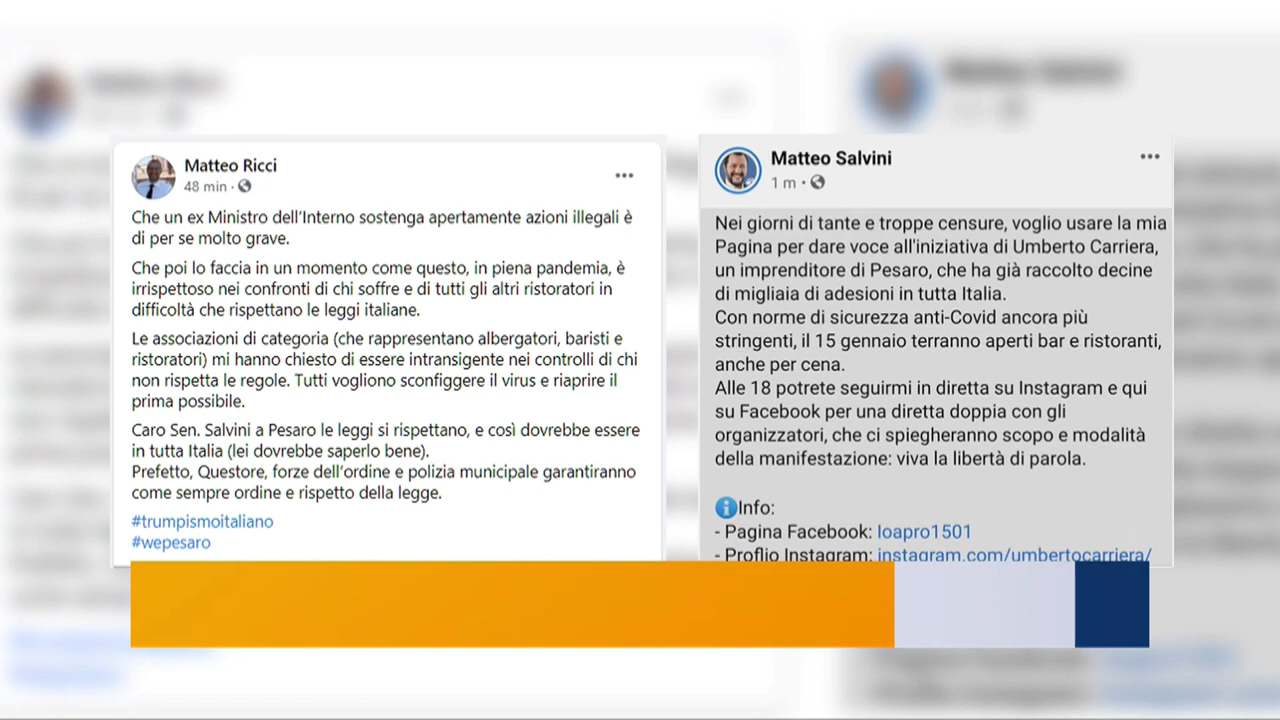 Matteo Ricci
48 min ·
Che un ex Ministro dell'Interno sostenga apertamente azioni illegali è
di per se molto grave.
Che poi lo faccia in un momento come questo, in piena pandemia, è
irrispettoso nei confronti di chi soffre e di tutti gli altri ristoratori in
difficoltà che rispettano le leggi italiane.
Le associazioni di categoria (che rappresentano albergatori, baristi e
ristoratori) mi hanno chiesto di essere intransigente nei controlli di chi
non rispetta le regole. Tutti vogliono sconfiggere il virus e riaprire il
prima possibile.
Caro Sen. Salvini a Pesaro le leggi si rispettano, e così dovrebbe essere
in tutta Italia (lei dovrebbe saperlo bene).
Prefetto, Questore, forze dell'ordine e polizia municipale garantiranno
come sempre ordine e rispetto della legge.
#trumpismoitaliano
#wepesaro
Matteo Salvini
1 m ·
Nei giorni di tante e troppe censure, voglio usare la mia
Pagina per dare voce all'iniziativa di Umberto Carriera,
un imprenditore di Pesaro, che ha già raccolto decine
di migliaia di adesioni in tutta Italia.
Con norme di sicurezza anti-Covid ancora più
stringenti, il 15 gennaio terranno aperti bar e ristoranti,
anche per cena.
Alle 18 potrete seguirmi in diretta su Instagram e qui
su Facebook per una diretta doppia con gli
organizzatori, che ci spiegheranno scopo e modalità
della manifestazione: viva la libertà di parola.
Info:
- Pagina Facebook: loapro1501
- Proflio Instagram: instagram.com/umbertocarriera/